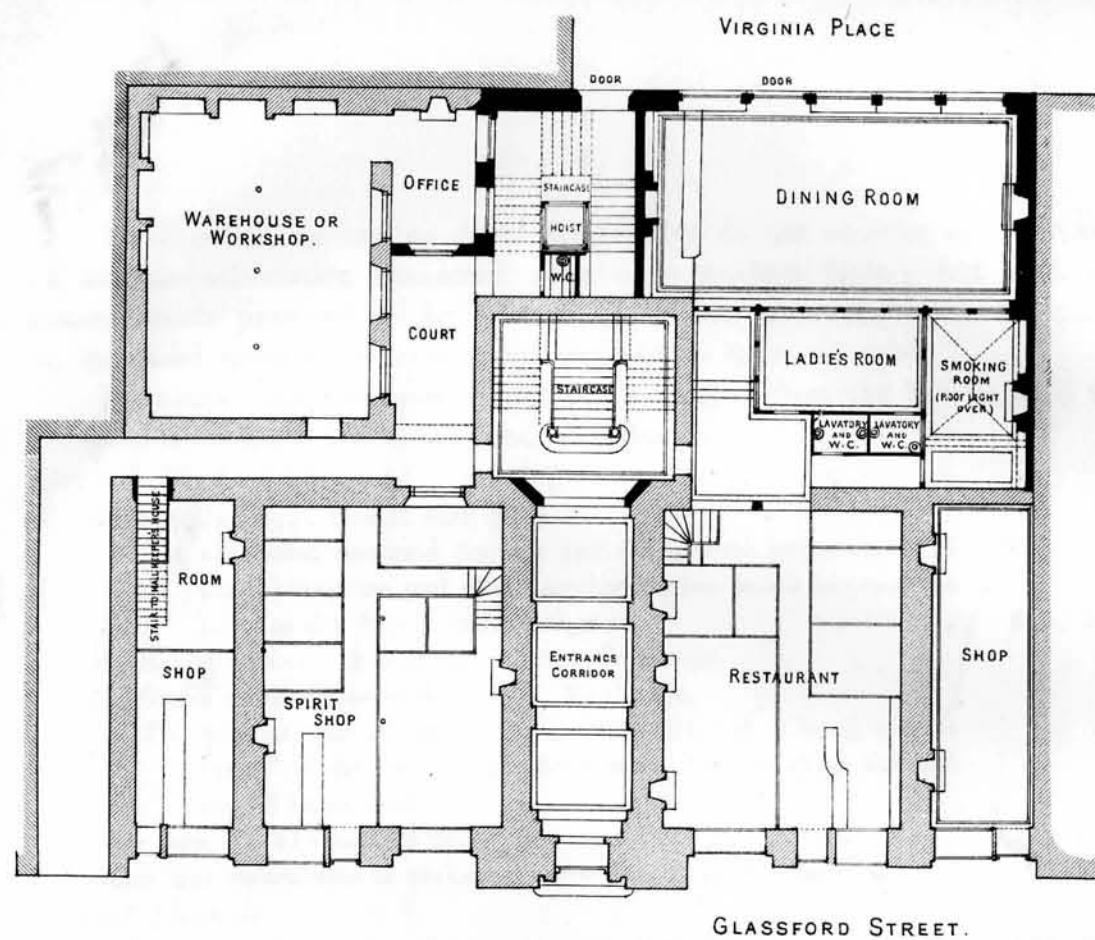 VIRGINIA PLACE
DOOR
DOOR
OFFICE
STAIRCASE
HOIST
W.C.
DINING ROOM
WAREHOUSE OR
WORKSHOP.
COURT
STAIRCASE
LADIE'S ROOM
SMOKING
ROOM
(ROOF LIGHT
OVER.)
LAVATORY
AND
W.C.
LAVATORY
AND
W.C.
STAIR TO HALL KEEPERS HOUSE
ROOM
SHOP
SPIRIT
SHOP
ENTRANCE
CORRIDOR
RESTAURANT
SHOP
GLASSFORD STREET.